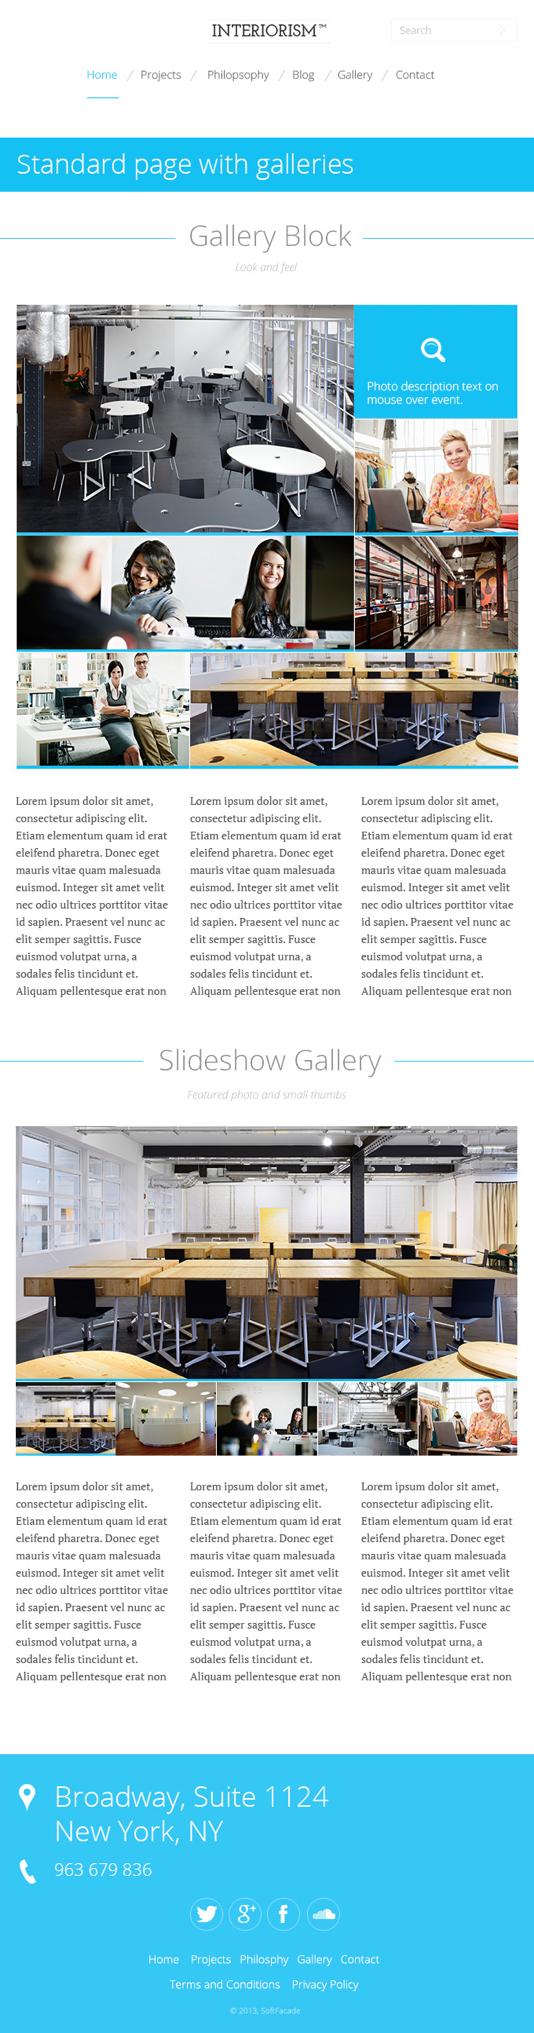 INTERIORISM™
Search
Home / Projects / Philopsophy / Blog / Gallery / Contact
Standard page with galleries
Gallery Block
Look and feel
Photo description text on
mouse over event.
Lorem ipsum dolor sit amet,
consectetur adipiscing elit.
Etiam elementum quam id erat
eleifend pharetra. Donec eget
mauris vitae quam malesuada
euismod. Integer sit amet velit
nec odio ultrices porttitor vitae
id sapien. Praesent vel nunc ac
elit semper sagittis. Fusce
euismod volutpat urna, a
sodales felis tincidunt et.
Aliquam pellentesque erat non
Lorem ipsum dolor sit amet,
consectetur adipiscing elit.
Etiam elementum quam id erat
eleifend pharetra. Donec eget
mauris vitae quam malesuada
euismod. Integer sit amet velit
nec odio ultrices porttitor vitae
id sapien. Praesent vel nunc ac
elit semper sagittis. Fusce
euismod volutpat urna, a
sodales felis tincidunt et.
Aliquam pellentesque erat non
Lorem ipsum dolor sit amet,
consectetur adipiscing elit.
Etiam elementum quam id erat
eleifend pharetra. Donec eget
mauris vitae quam malesuada
euismod. Integer sit amet velit
nec odio ultrices porttitor vitae
id sapien. Praesent vel nunc ac
elit semper sagittis. Fusce
euismod volutpat urna, a
sodales felis tincidunt et.
Aliquam pellentesque erat non
Slideshow Gallery
Featured photo and small thumbs
Lorem ipsum dolor sit amet,
consectetur adipiscing elit.
Etiam elementum quam id erat
eleifend pharetra. Donec eget
mauris vitae quam malesuada
euismod. Integer sit amet velit
nec odio ultrices porttitor vitae
id sapien. Praesent vel nunc ac
elit semper sagittis. Fusce
euismod volutpat urna, a
sodales felis tincidunt et.
Aliquam pellentesque erat non
Lorem ipsum dolor sit amet,
consectetur adipiscing elit.
Etiam elementum quam id erat
eleifend pharetra. Donec eget
mauris vitae quam malesuada
euismod. Integer sit amet velit
nec odio ultrices porttitor vitae
id sapien. Praesent vel nunc ac
elit semper sagittis. Fusce
euismod volutpat urna, a
sodales felis tincidunt et.
Aliquam pellentesque erat non
Lorem ipsum dolor sit amet,
consectetur adipiscing elit.
Etiam elementum quam id erat
eleifend pharetra. Donec eget
mauris vitae quam malesuada
euismod. Integer sit amet velit
nec odio ultrices porttitor vitae
id sapien. Praesent vel nunc ac
elit semper sagittis. Fusce
euismod volutpat urna, a
sodales felis tincidunt et.
Aliquam pellentesque erat non
Broadway, Suite 1124
New York, NY
963 679 836
Home Projects Philosphy Gallery Contact
Terms and Conditions Privacy Policy
© 2013, SoftFacade